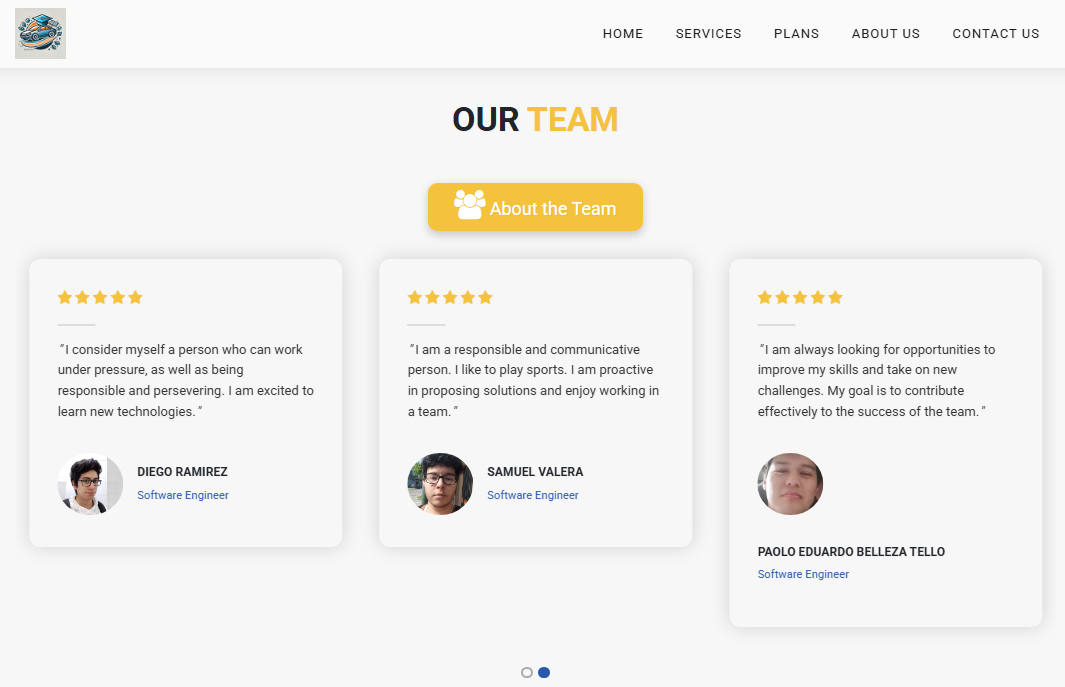 HOME SERVICES PLANS ABOUT US CONTACT US
OUR TEAM
About the Team
"I consider myself a person who can work
under pressure, as well as being
responsible and persevering. I am excited to
learn new technologies."
DIEGO RAMIREZ
Software Engineer
"I am a responsible and communicative
person. I like to play sports. I am proactive
in proposing solutions and enjoy working in
a team."
SAMUEL VALERA
Software Engineer
"I am always looking for opportunities to
improve my skills and take on new
challenges. My goal is to contribute
effectively to the success of the team."
PAOLO EDUARDO BELLEZA TELLO
Software Engineer